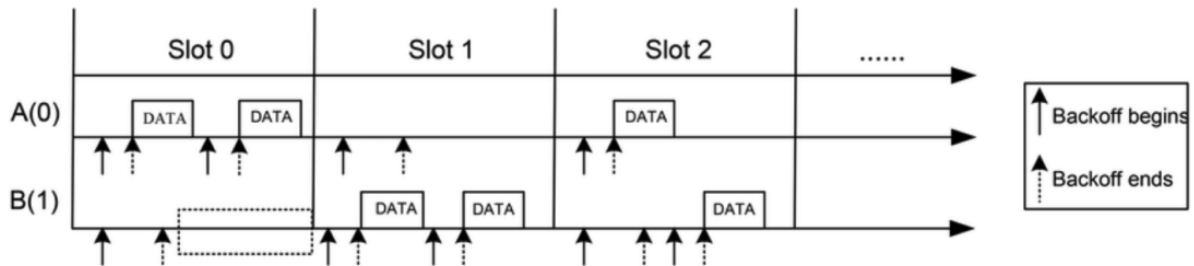 Slot 0 Slot 1 Slot 2 ......
A(0) DATA DATA DATA
Backoff begins
Backoff ends
B(1) DATA DATA DATA